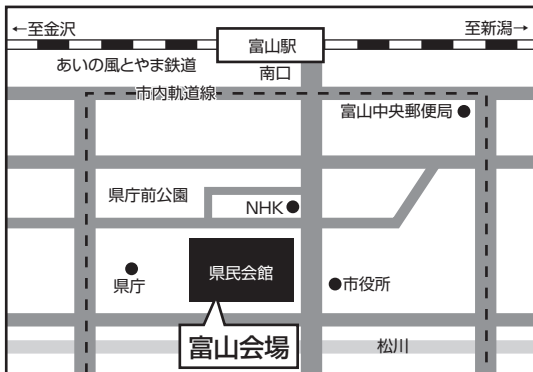 ←至金沢
至新潟→
富山駅
あいの風とやま鉄道
南口
市内軌道線
富山中央郵便局
県庁前公園
NHK
県民会館
県庁
市役所
富山会場
松川